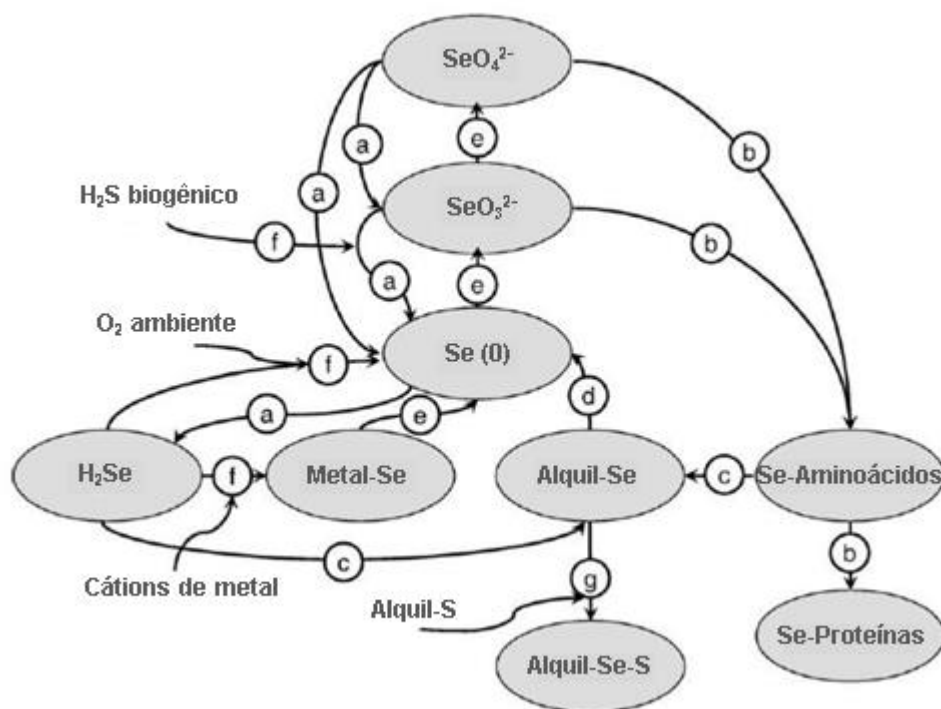 SeO₄²⁻
a
e
b
a
H₂S biogênico
SeO₃²⁻
f
b
a
e
O₂ ambiente
Se (0)
f
d
a
e
H₂Se
f
Metal-Se
Alquil-Se
c
Se-Aminoácidos
c
b
Cátions de metal
g
Alquil-S
Se-Proteínas
Alquil-Se-S